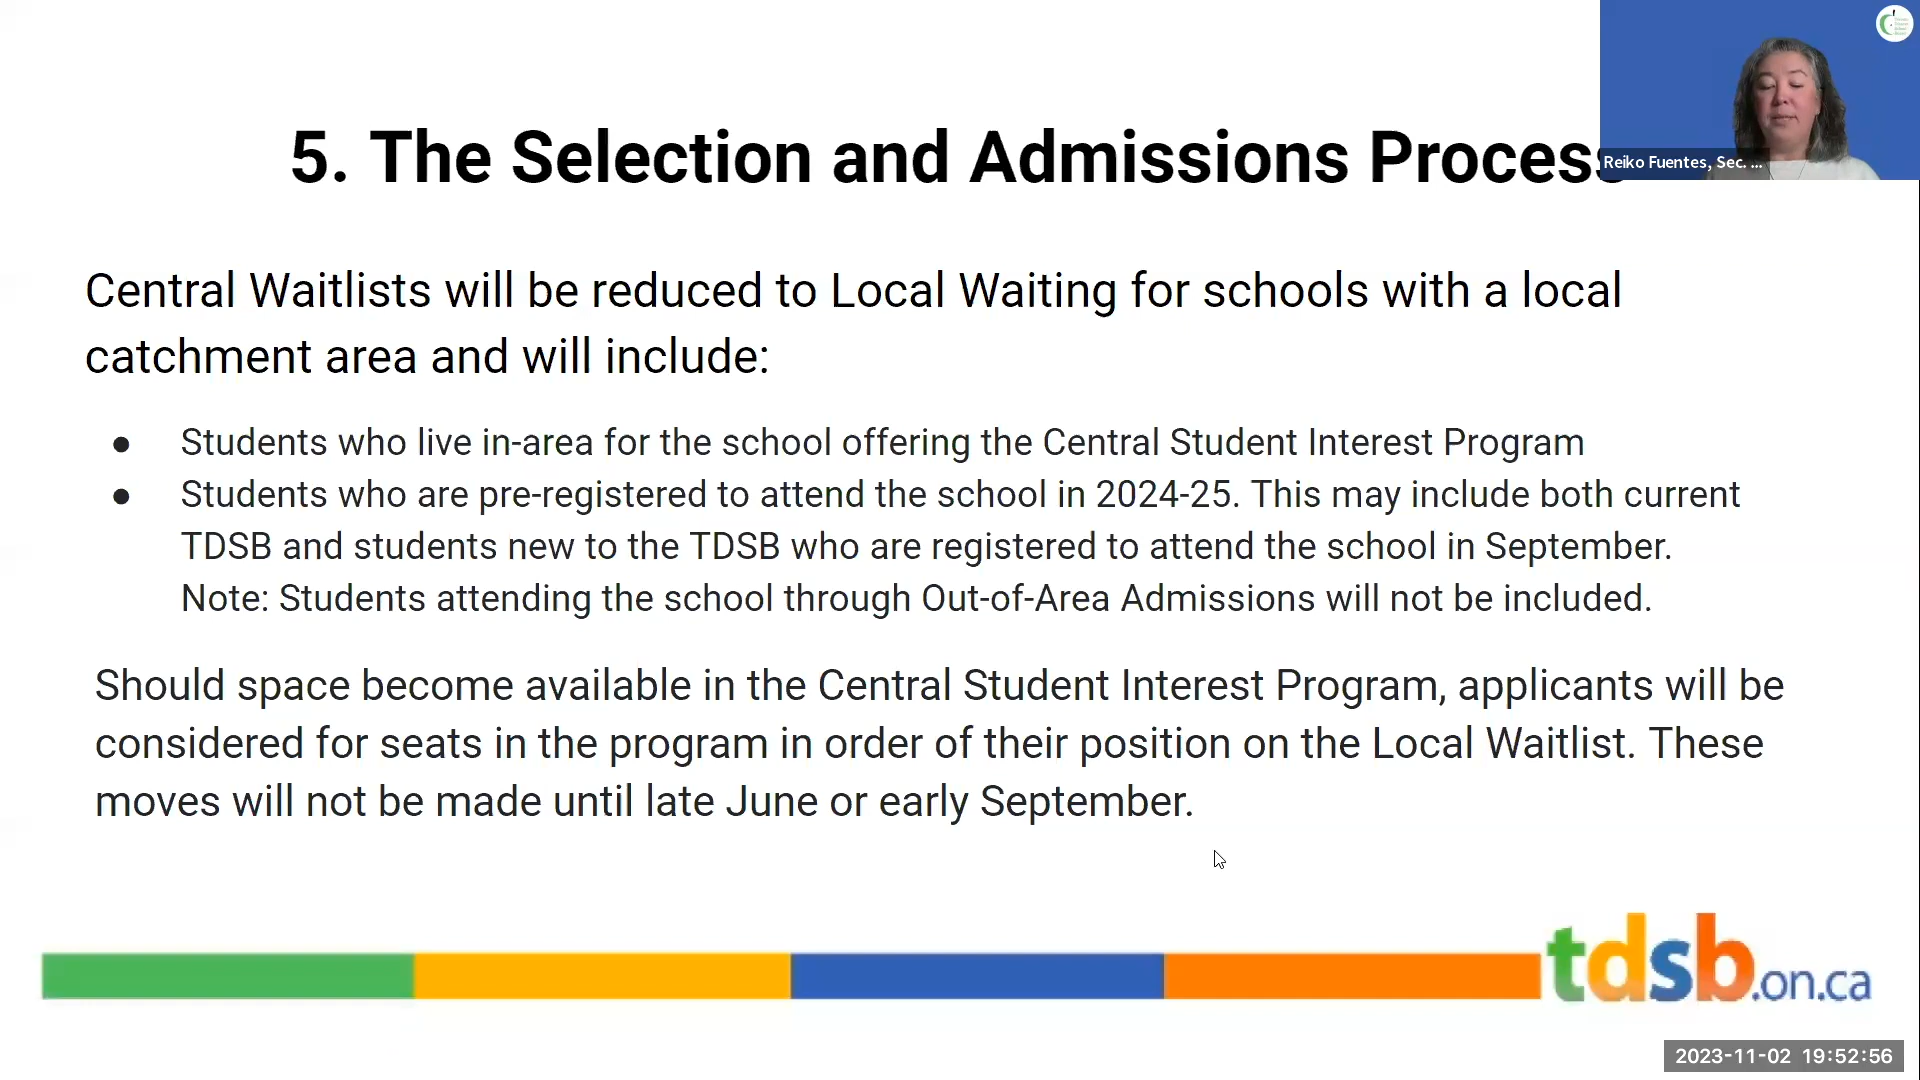 5. The Selection and Admissions Process
Reiko Fuentes, Sec. ...
Central Waitlists will be reduced to Local Waiting for schools with a local
catchment area and will include:
● Students who live in-area for the school offering the Central Student Interest Program
● Students who are pre-registered to attend the school in 2024-25. This may include both current
TDSB and students new to the TDSB who are registered to attend the school in September.
Note: Students attending the school through Out-of-Area Admissions will not be included.
Should space become available in the Central Student Interest Program, applicants will be
considered for seats in the program in order of their position on the Local Waitlist. These
moves will not be made until late June or early September.
tdsb.on.ca
2023-11-02 19:52:56